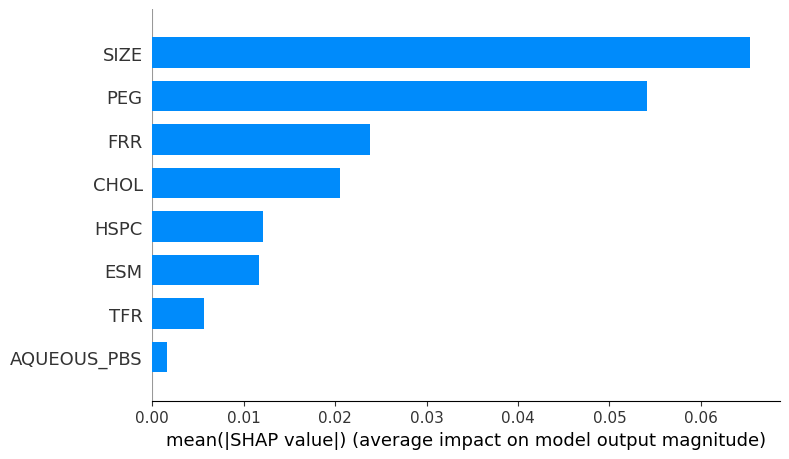 SIZE
PEG
FRR
CHOL
HSPC
ESM
TFR
AQUEOUS_PBS
0.00 0.01 0.02 0.03 0.04 0.05 0.06
mean(|SHAP value|) (average impact on model output magnitude)